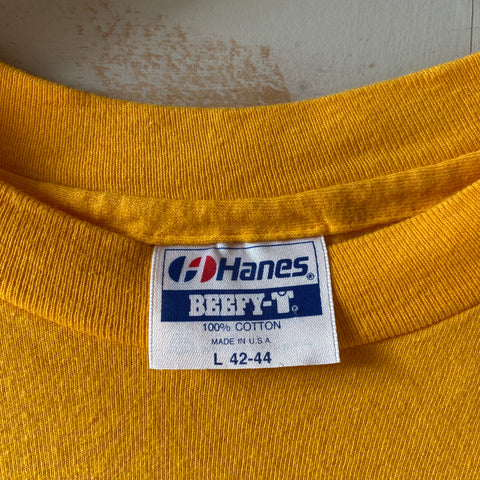 Hanes®
BEEFY-T®
100% COTTON
MADE IN U.S.A.
L 42-44